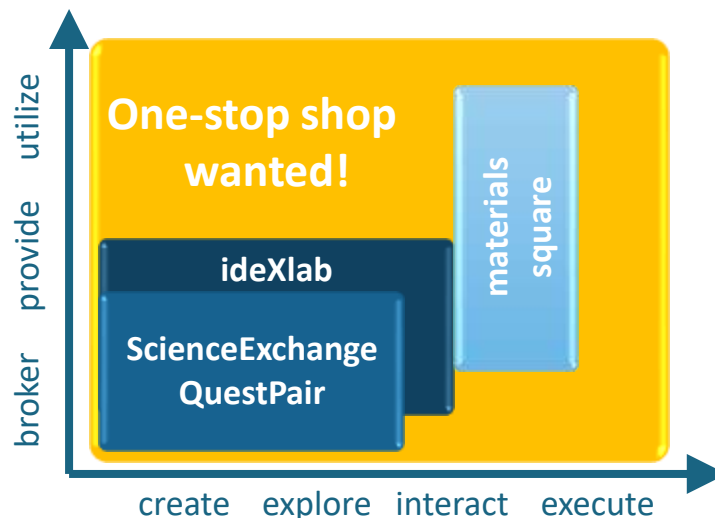 One-stop shop
wanted!
ideXlab
ScienceExchange
QuestPair
materials
square
broker provide utilize
create explore interact execute